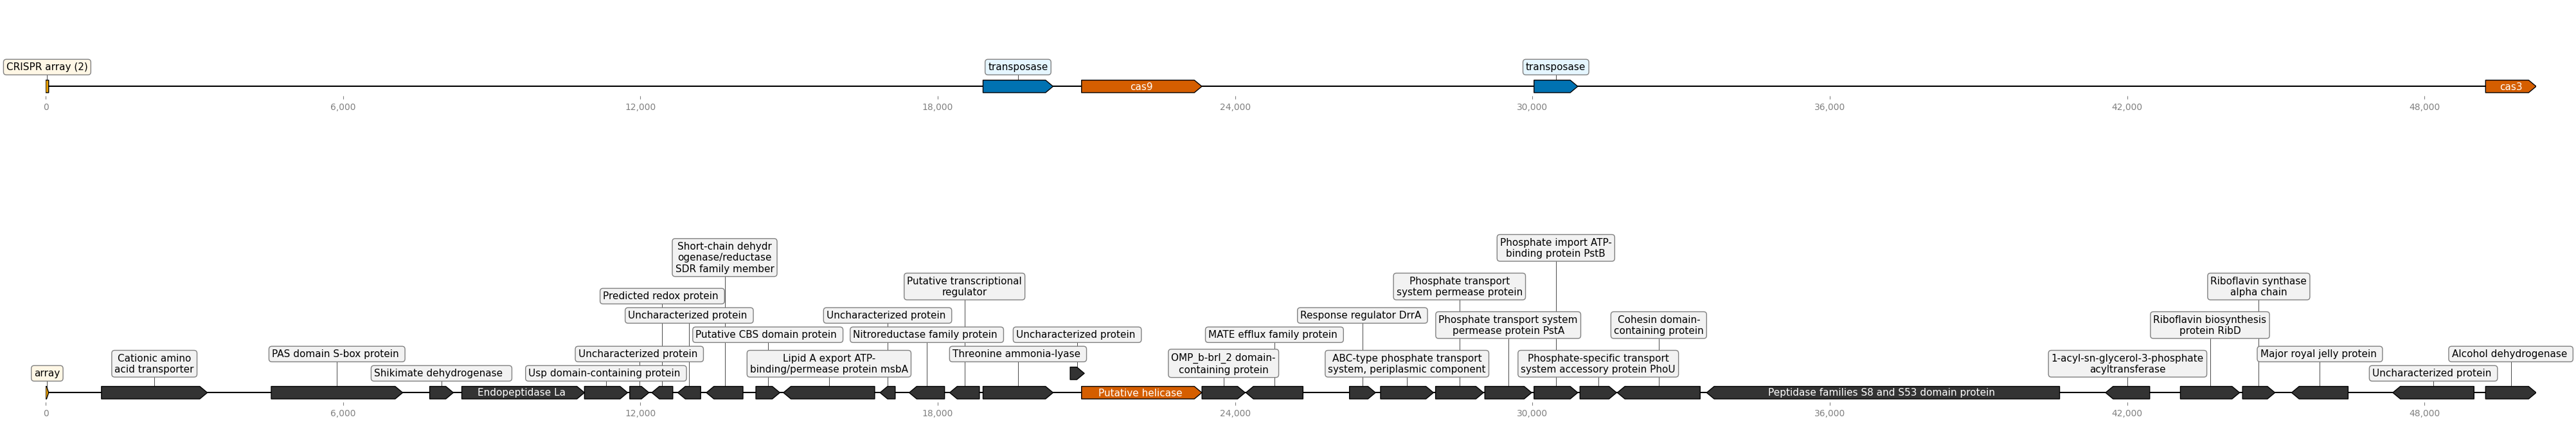 CRISPR array (2)
transposase
transposase
cas9
cas3
0
6,000
12,000
18,000
24,000
30,000
36,000
42,000
48,000
Short-chain dehydr
ogenase/reductase
SDR family member
Phosphate import ATP-
binding protein PstB
Putative transcriptional
regulator
Phosphate transport
system permease protein
Riboflavin synthase
alpha chain
Predicted redox protein
Uncharacterized protein
Uncharacterized protein
Response regulator DrrA
Phosphate transport system
permease protein PstA
Cohesin domain-
containing protein
Riboflavin biosynthesis
protein RibD
Putative CBS domain protein
Nitroreductase family protein
Uncharacterized protein
MATE efflux family protein
Cationic amino
acid transporter
PAS domain S-box protein
Uncharacterized protein
Lipid A export ATP-
binding/permease protein msbA
Threonine ammonia-lyase
OMP_b-brl_2 domain-
containing protein
ABC-type phosphate transport
system, periplasmic component
Phosphate-specific transport
system accessory protein PhoU
1-acyl-sn-glycerol-3-phosphate
acyltransferase
Major royal jelly protein
Alcohol dehydrogenase
array
Shikimate dehydrogenase
Usp domain-containing protein
Uncharacterized protein
Endopeptidase La
Putative helicase
Peptidase families S8 and S53 domain protein
0
6,000
12,000
18,000
24,000
30,000
36,000
42,000
48,000